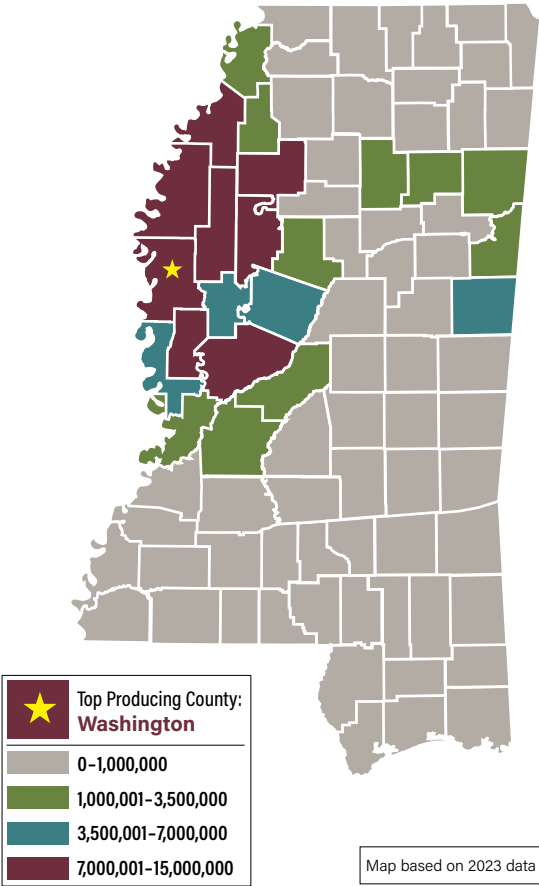 Top Producing County:
Washington
0–1,000,000
1,000,001–3,500,000
3,500,001–7,000,000
7,000,001–15,000,000
Map based on 2023 data